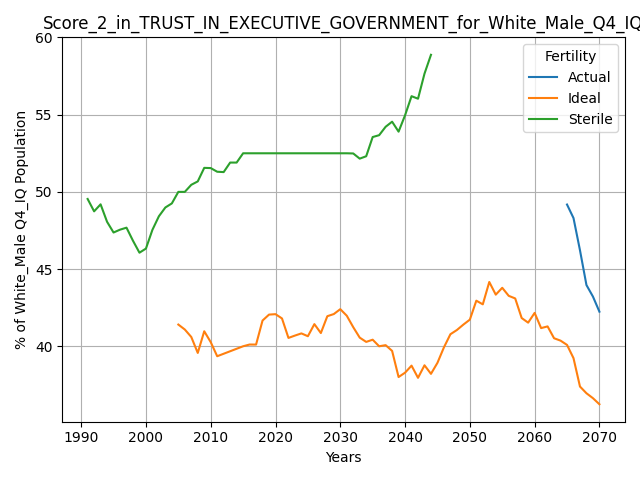 Score_2_in_TRUST_IN_EXECUTIVE_GOVERNMENT_for_White_Male_Q4_IQ
Fertility
Actual
Ideal
Sterile
% of White_Male Q4_IQ Population
60
55
50
45
40
1990 2000 2010 2020 2030 2040 2050 2060 2070
Years